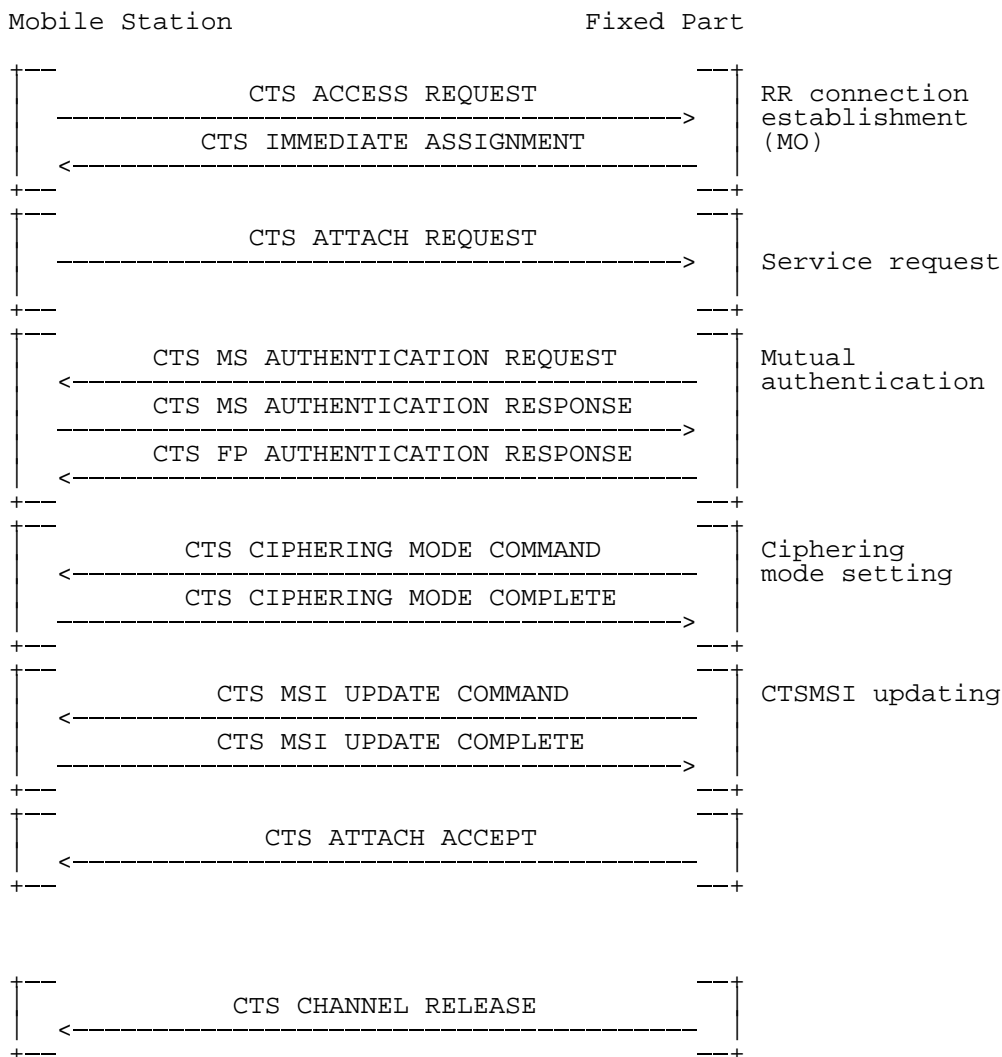 Mobile Station Fixed Part
CTS ACCESS REQUEST RR connection
establishment
CTS IMMEDIATE ASSIGNMENT (MO)
CTS ATTACH REQUEST
Service request
CTS MS AUTHENTICATION REQUEST Mutual
authentication
CTS MS AUTHENTICATION RESPONSE
CTS FP AUTHENTICATION RESPONSE
CTS CIPHERING MODE COMMAND Ciphering
mode setting
CTS CIPHERING MODE COMPLETE
CTS MSI UPDATE COMMAND CTSMSI updating
CTS MSI UPDATE COMPLETE
CTS ATTACH ACCEPT
CTS CHANNEL RELEASE